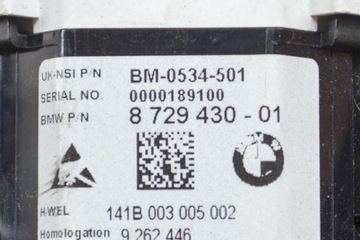 UK-NSI P/N BM-0534-501
SERIAL NO. 0000189100
BMW P/N 8 729 430 - 01
BMW
H-WEL 141B 003 005 002
Homologation 9 262 446